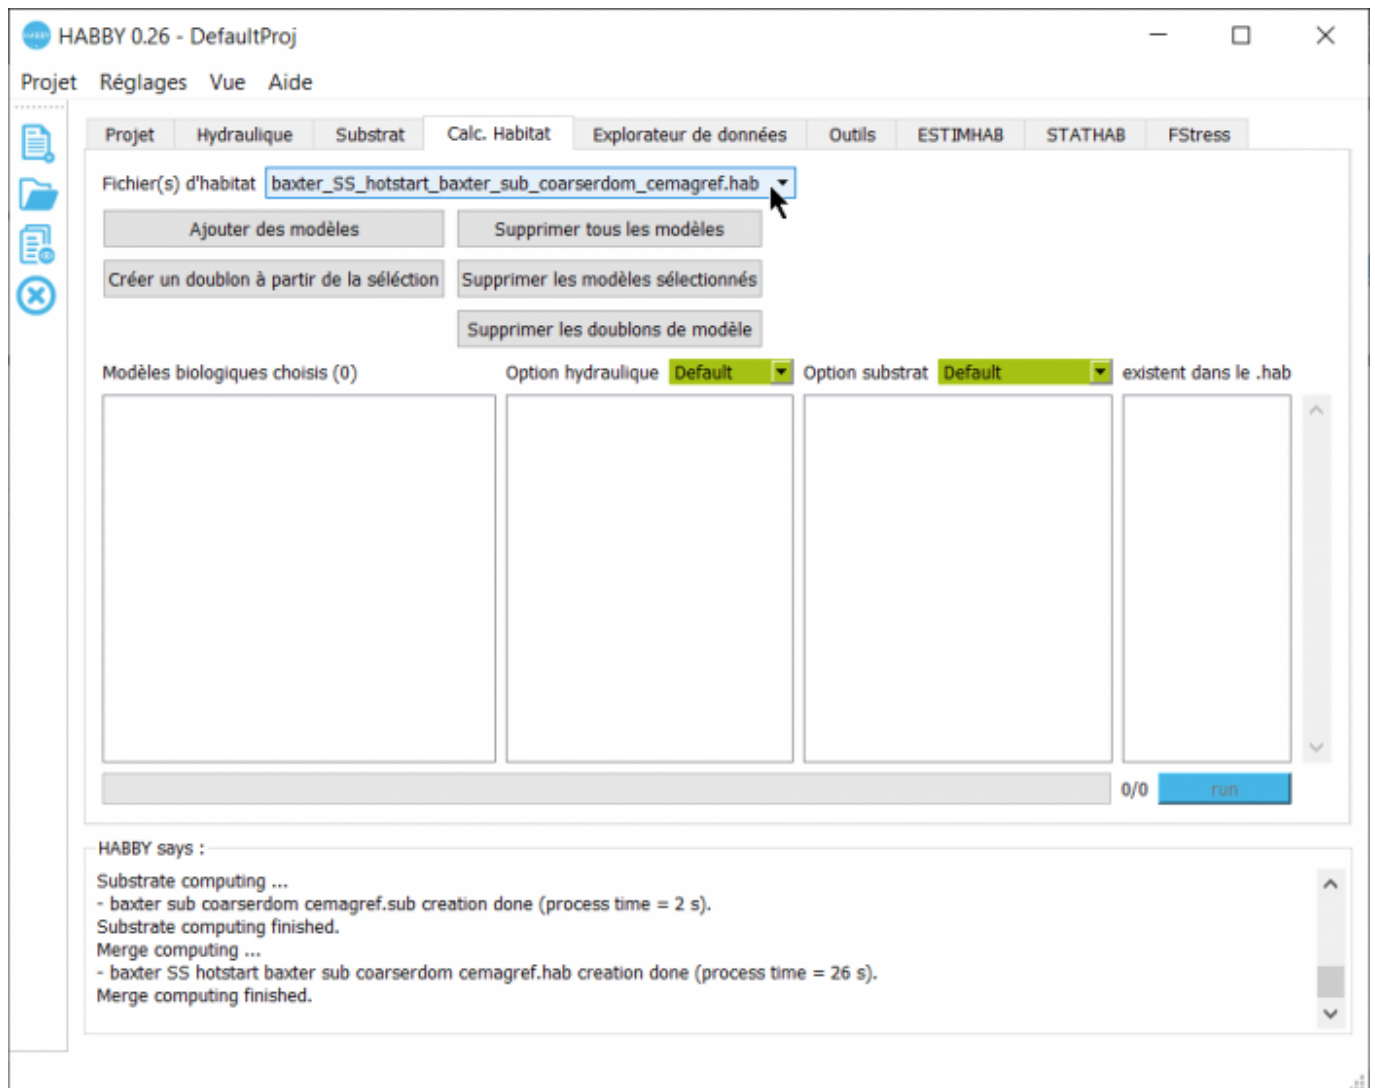 HABBY 0.26 - DefaultProj
Projet Réglages Vue Aide
Projet Hydraulique Substrat Calc. Habitat Explorateur de données Outils ESTIMHAB STATHAB FStress
Fichier(s) d'habitat baxter_SS_hotstart_baxter_sub_coarserdom_cemagref.hab
Ajouter des modèles Supprimer tous les modèles
Créer un doublon à partir de la séléction Supprimer les modèles sélectionnés
Supprimer les doublons de modèle
Modèles biologiques choisis (0) Option hydraulique Default Option substrat Default existent dans le .hab
0/0 run
HABBY says :
Substrate computing ...
- baxter sub coarserdom cemagref.sub creation done (process time = 2 s).
Substrate computing finished.
Merge computing ...
- baxter SS hotstart baxter sub coarserdom cemagref.hab creation done (process time = 26 s).
Merge computing finished.